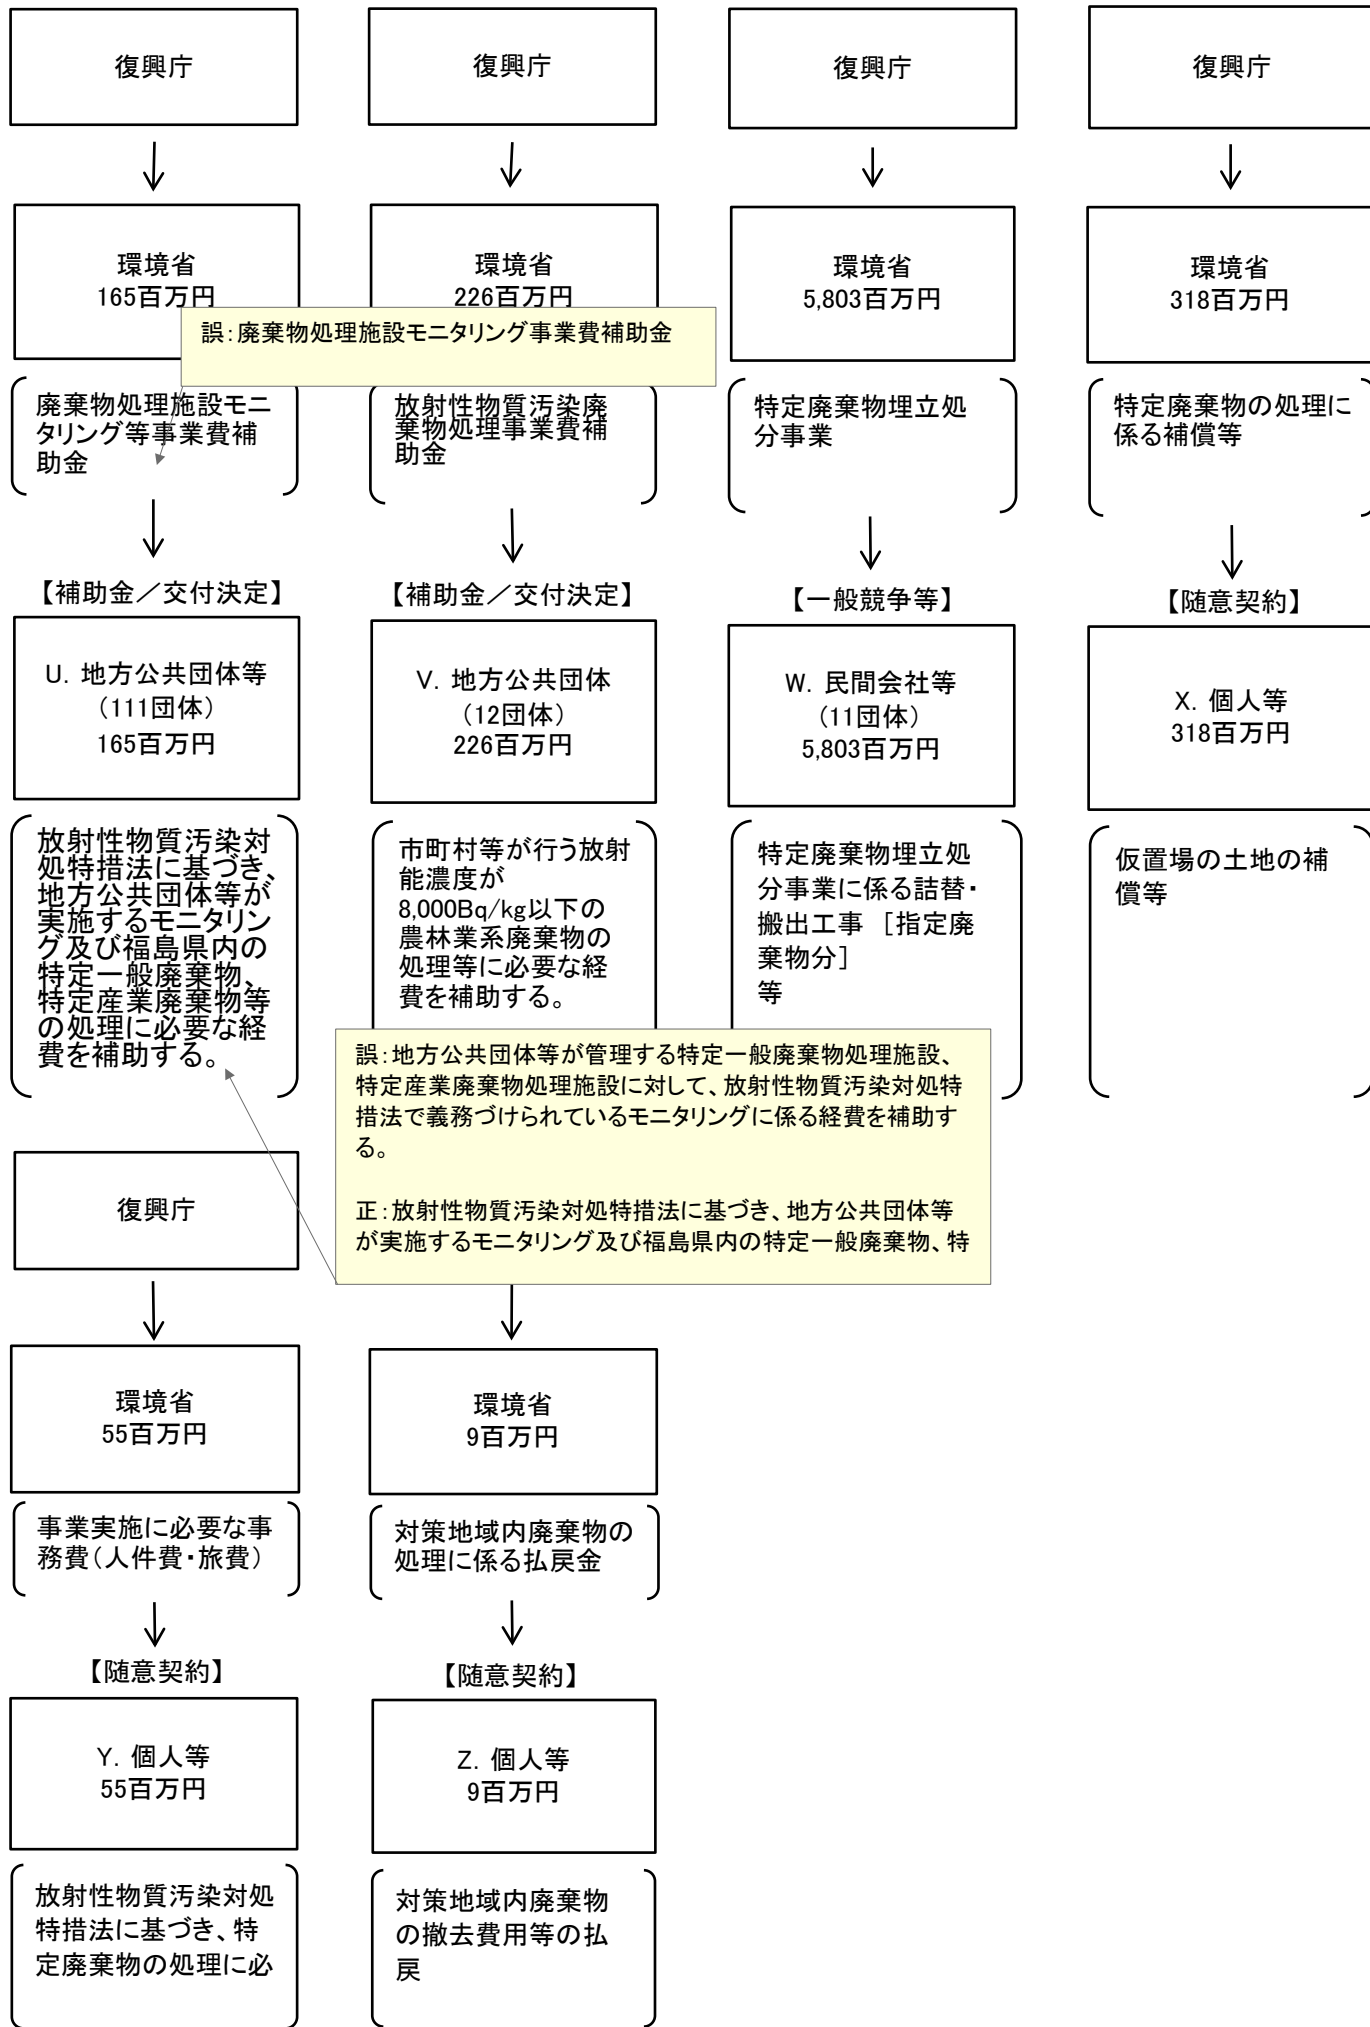 復興庁
復興庁
復興庁
復興庁
環境省
165百万円
環境省
226百万円
環境省
5,803百万円
環境省
318百万円
誤：廃棄物処理施設モニタリング事業費補助金
廃棄物処理施設モニ
タリング等事業費補
助金
放射性物質汚染廃
棄物処理事業費補
助金
特定廃棄物埋立処
分事業
特定廃棄物の処理に
係る補償等
【補助金／交付決定】
【補助金／交付決定】
【一般競争等】
【随意契約】
U．地方公共団体等
（111団体）
165百万円
V．地方公共団体
（12団体）
226百万円
W．民間会社等
（11団体）
5,803百万円
X．個人等
318百万円
放射性物質汚染対
処特措法に基づき、
地方公共団体等が
実施するモニタリン
グ及び福島県内の
特定一般廃棄物、
特定産業廃棄物等
の処理に必要な経
費を補助する。
市町村等が行う放射
能濃度が
8,000Bq/kg以下の
農林業系廃棄物の
処理等に必要な経
費を補助する。
特定廃棄物埋立処
分事業に係る詰替・
搬出工事 ［指定廃
棄物分］
等
仮置場の土地の補
償等
誤：地方公共団体等が管理する特定一般廃棄物処理施設、
特定産業廃棄物処理施設に対して、放射性物質汚染対処特
措法で義務づけられているモニタリングに係る経費を補助す
る。
正：放射性物質汚染対処特措法に基づき、地方公共団体等
が実施するモニタリング及び福島県内の特定一般廃棄物、特
復興庁
環境省
55百万円
環境省
9百万円
事業実施に必要な事
務費（人件費・旅費）
対策地域内廃棄物の
処理に係る払戻金
【随意契約】
【随意契約】
Y．個人等
55百万円
Z．個人等
9百万円
放射性物質汚染対処
特措法に基づき、特
定廃棄物の処理に必
対策地域内廃棄物
の撤去費用等の払
戻